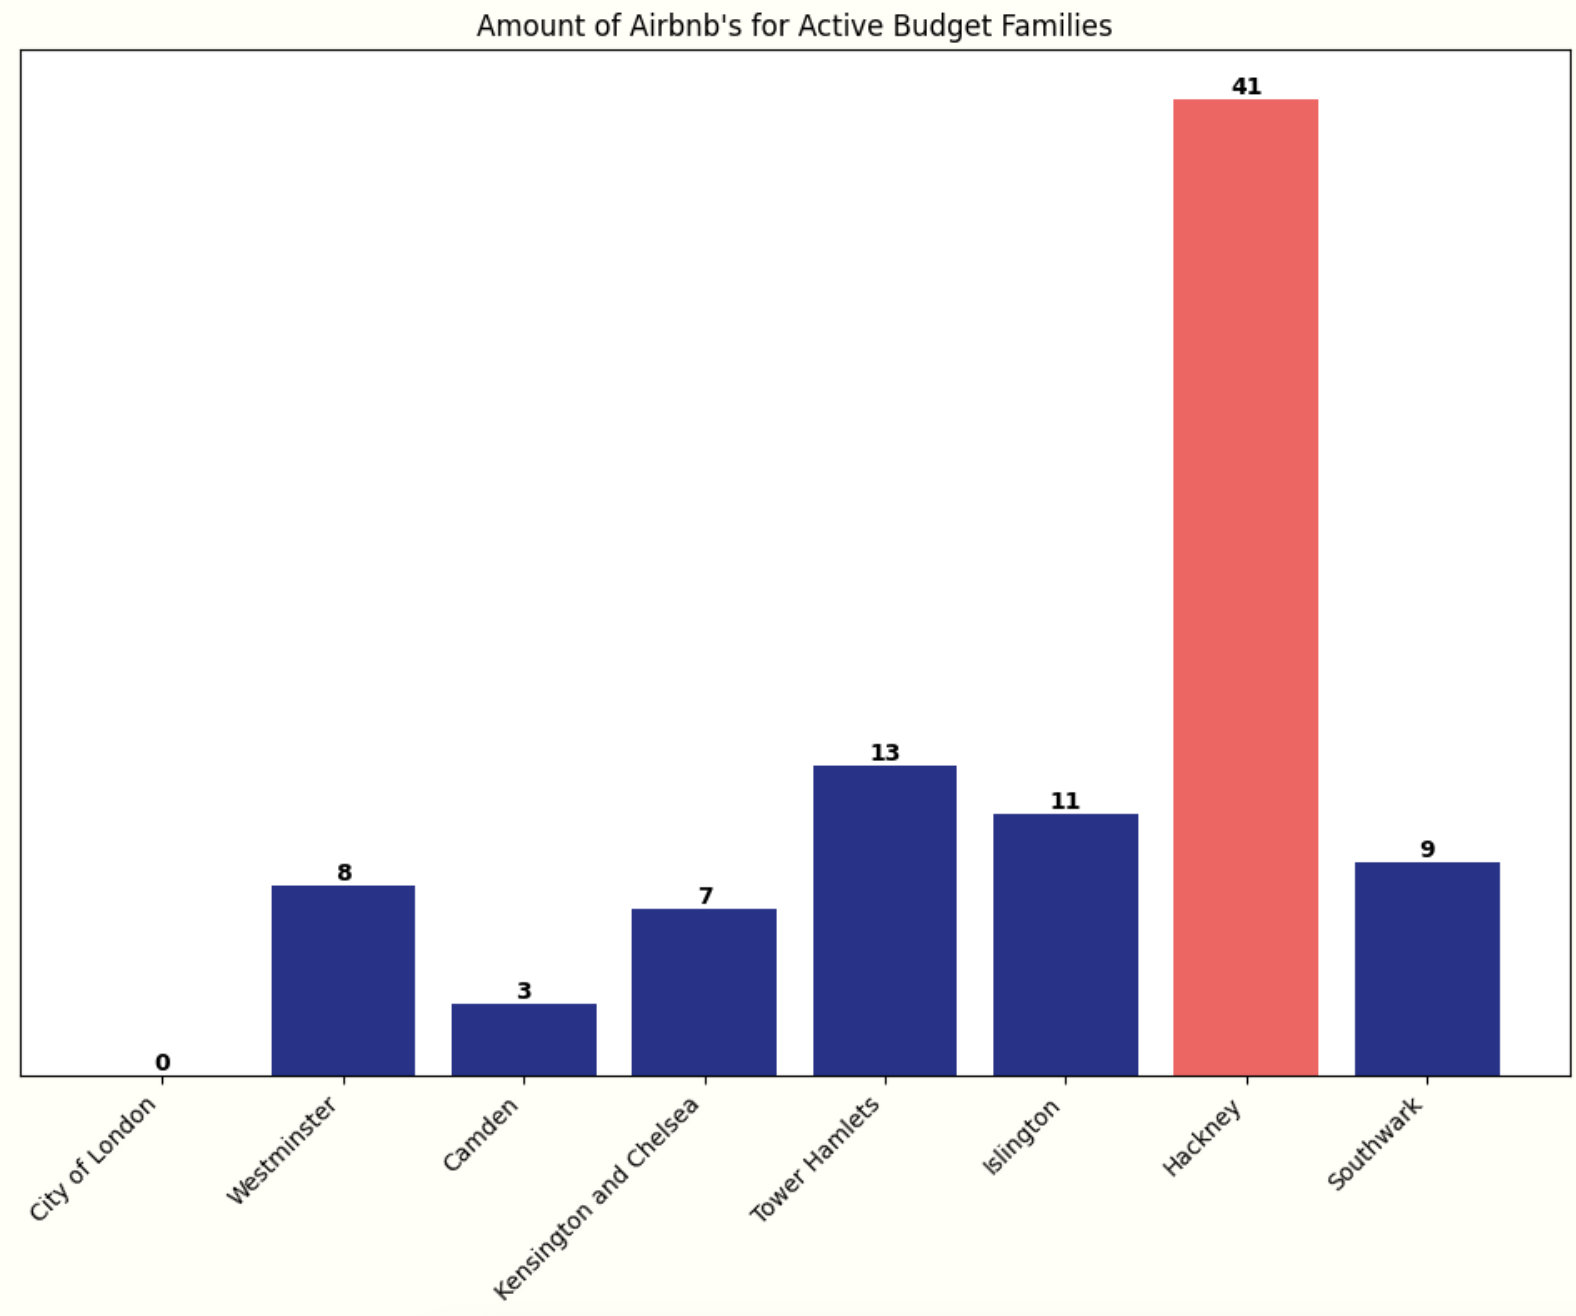 Amount of Airbnb's for Active Budget Families
41
13
11
9
8
7
3
0
City of London
Westminster
Camden
Kensington and Chelsea
Tower Hamlets
Islington
Hackney
Southwark